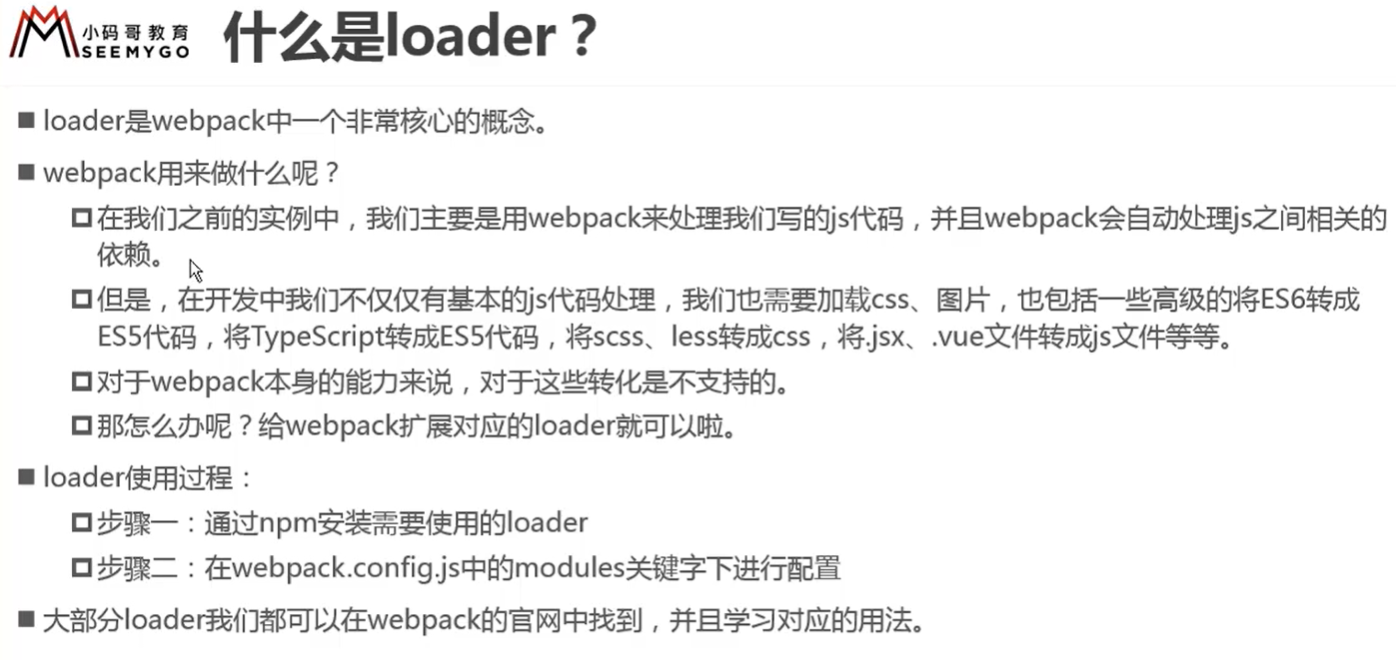 小码哥教育
SEEMYGO
什么是loader？
loader是webpack中一个非常核心的概念。
webpack用来做什么呢？
在我们之前的实例中，我们主要是用webpack来处理我们写的js代码，并且webpack会自动处理js之间相关的
依赖。
但是，在开发中我们不仅仅有基本的js代码处理，我们也需要加载css、图片，也包括一些高级的将ES6转成
ES5代码，将TypeScript转成ES5代码，将scss、less转成css，将.jsx、.vue文件转成js文件等等。
对于webpack本身的能力来说，对于这些转化是不支持的。
那怎么办呢？给webpack扩展对应的loader就可以啦。
loader使用过程：
步骤一：通过npm安装需要使用的loader
步骤二：在webpack.config.js中的modules关键字下进行配置
大部分loader我们都可以在webpack的官网中找到，并且学习对应的用法。